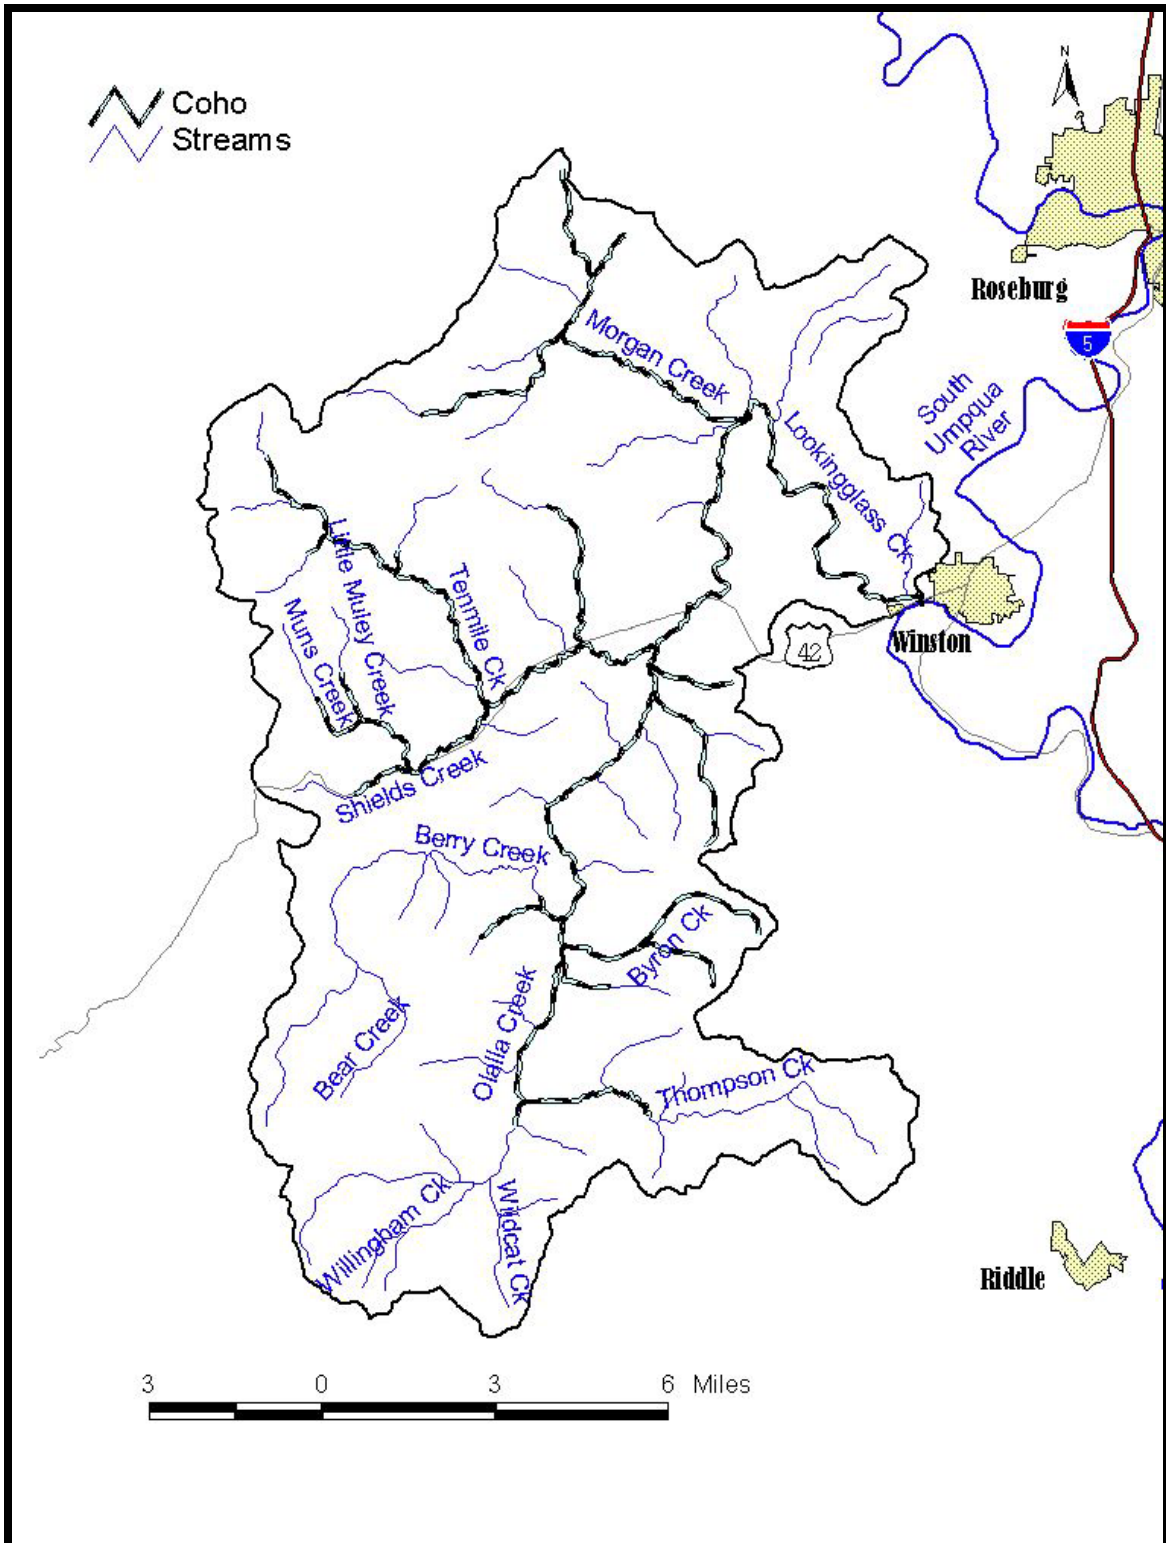 N
Coho
Streams
Roseburg
5
Morgan Creek
South
Umpqua
River
Lookingglass Ck
Little Muley Creek
Tenmile Ck
Muns Creek
Winston
42
Shields Creek
Berry Creek
Byron Ck
Olalla Creek
Bear Creek
Thompson Ck
Willingham Ck
Wildcat Ck
Riddle
3 0 3 6 Miles